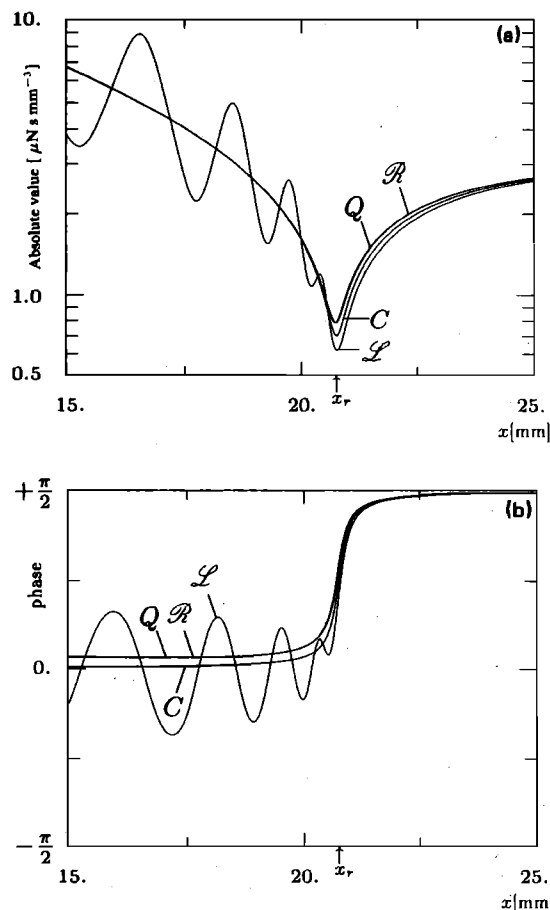 10.
(a)
Absolute value [ μN s mm⁻³ ]
ℛ
Q
1.0
C
ℒ
0.5
15.
20.
x_r
25.
x[mm]
+π/2
(b)
phase
ℒ
Q ℛ
0.
C
−π/2
15.
20.
x_r
25.
x[mm